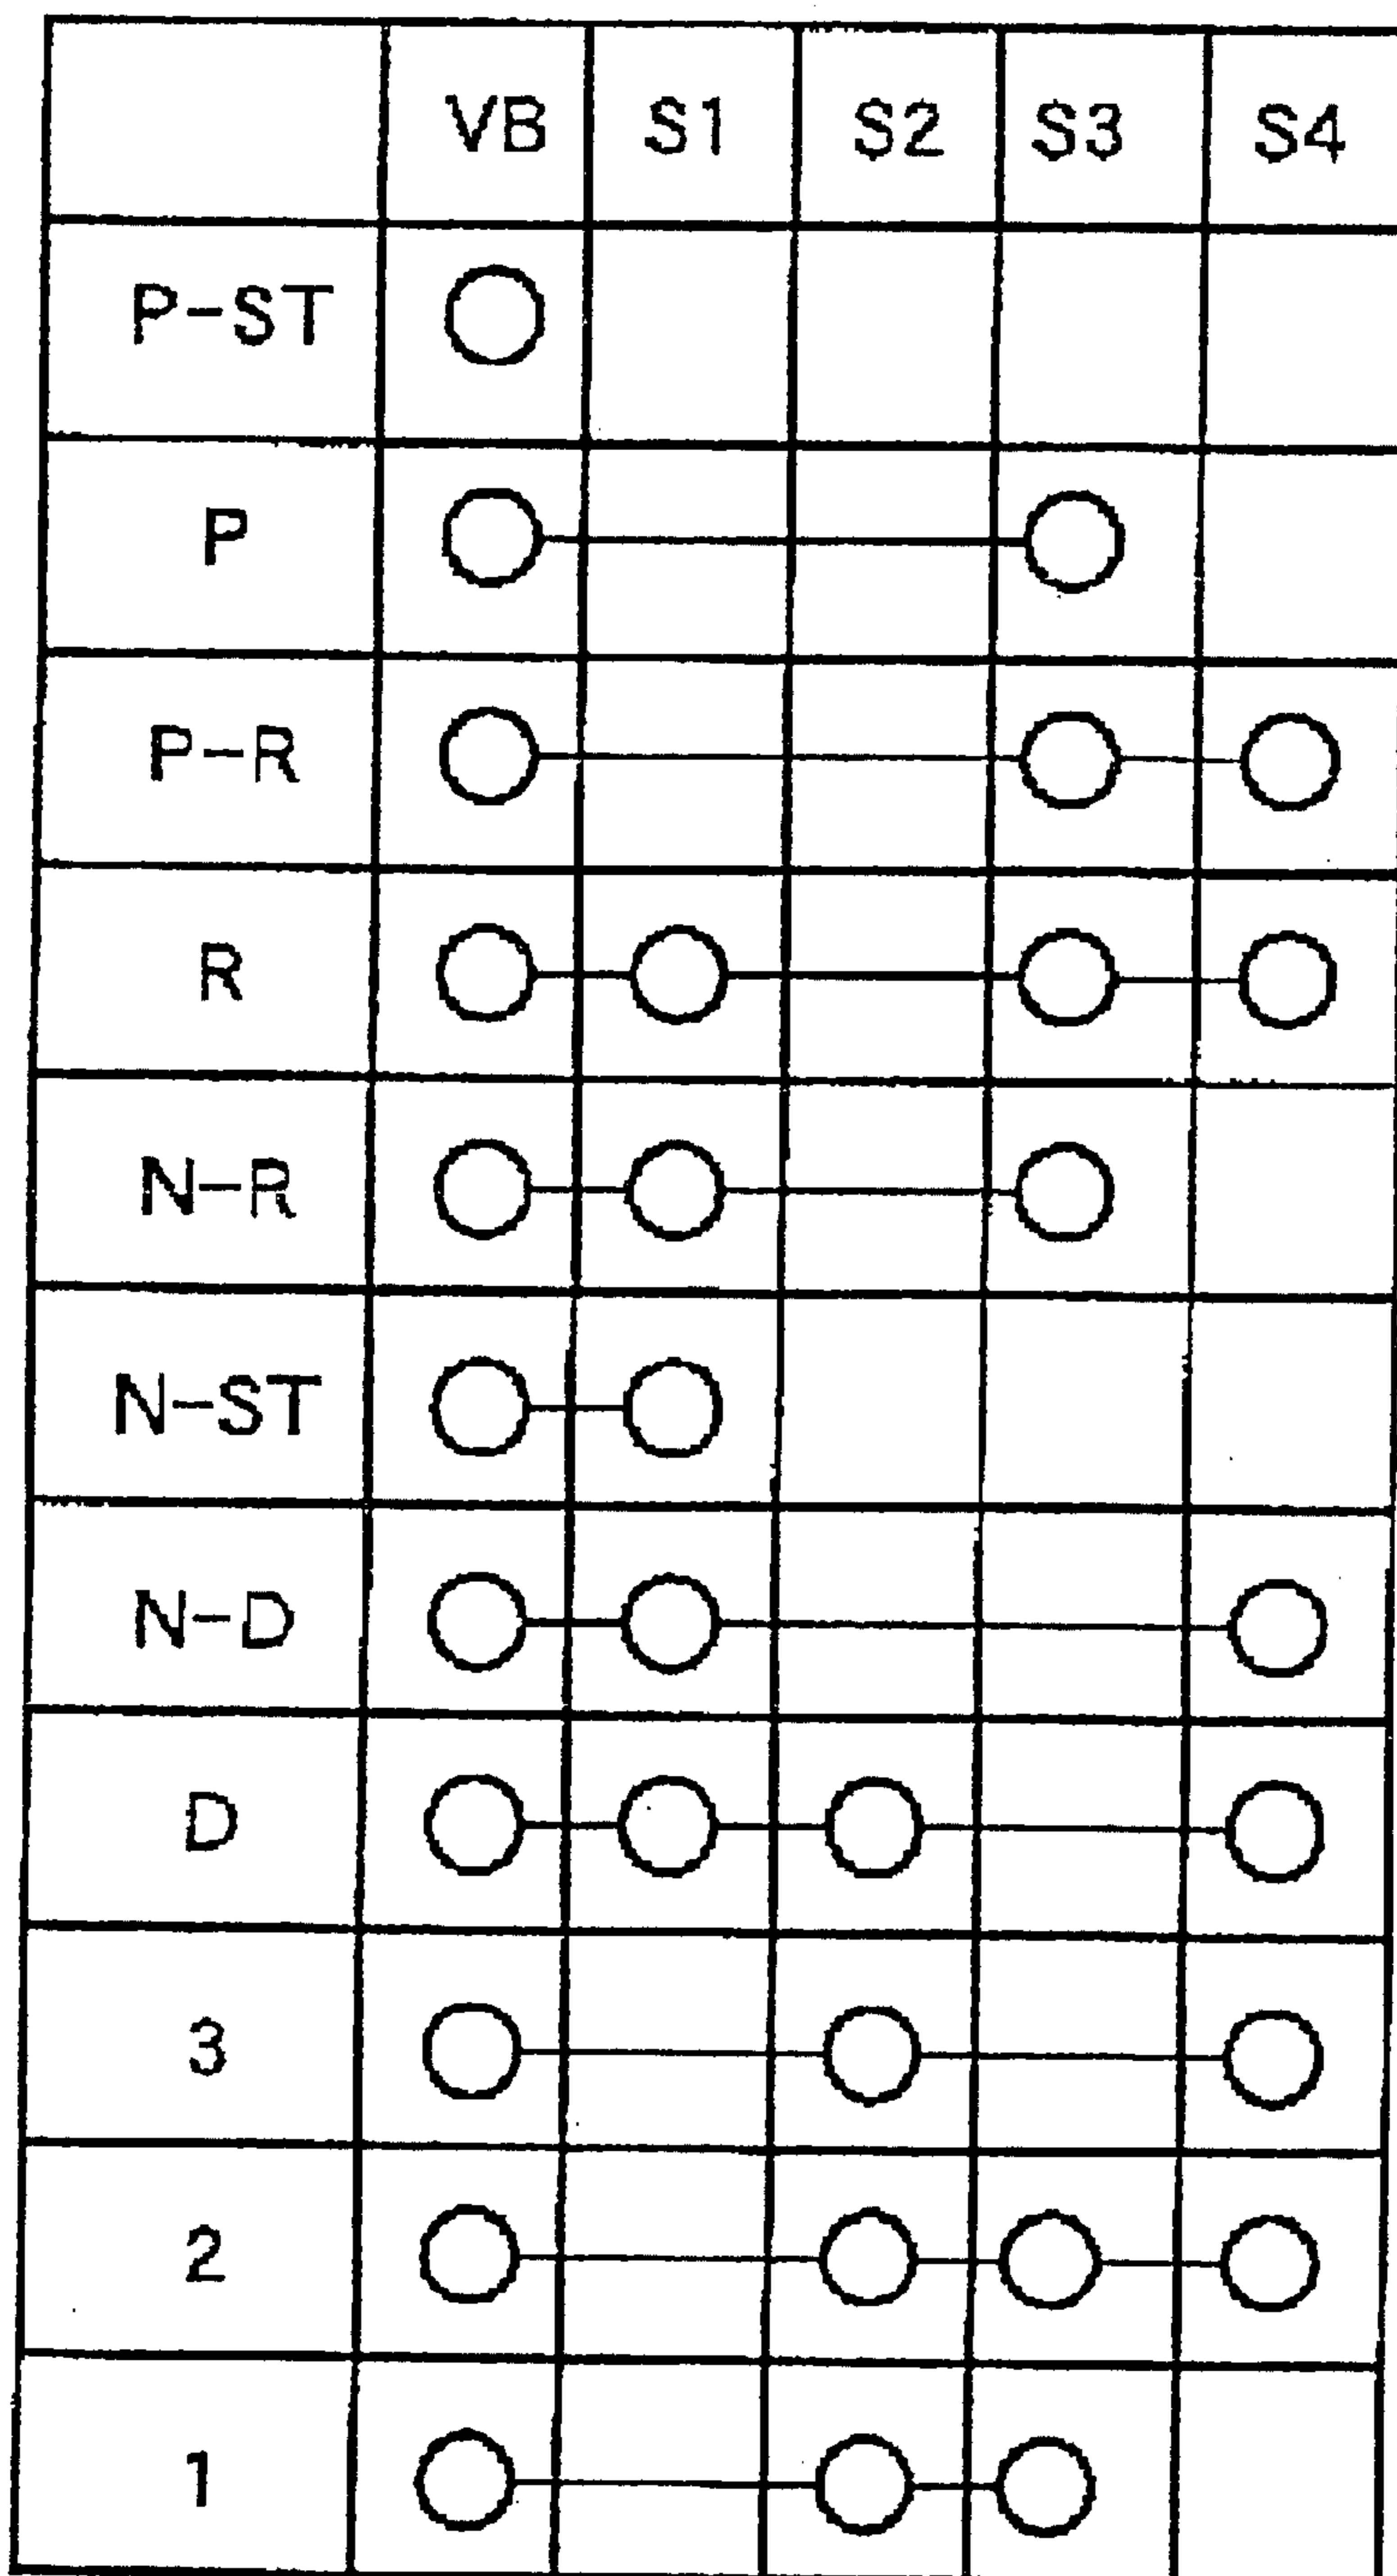 VB S1 S2 S3 S4
P-ST
P
P-R
R
N-R
N-ST
N-D
D
3
2
1